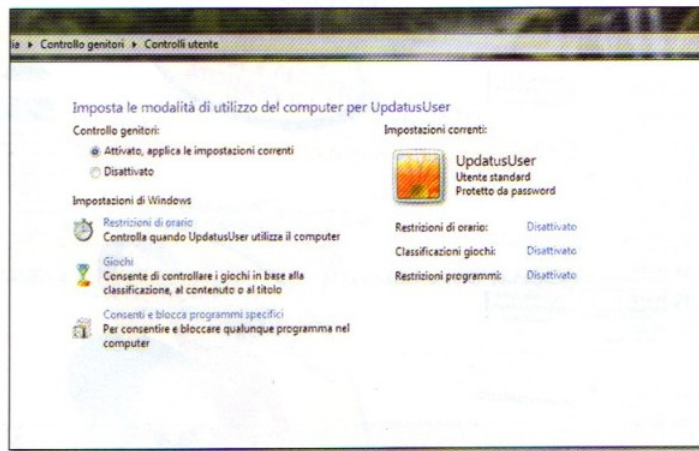 Controllo genitori ▸ Controlli utente
Imposta le modalità di utilizzo del computer per UpdatusUser
Controllo genitori:
Attivato, applica le impostazioni correnti
Disattivato
Impostazioni di Windows
Restrizioni di orario
Controlla quando UpdatusUser utilizza il computer
Giochi
Consente di controllare i giochi in base alla
classificazione, al contenuto o al titolo
Consenti e blocca programmi specifici
Per consentire e bloccare qualunque programma nel
computer
Impostazioni correnti:
UpdatusUser
Utente standard
Protetto da password
Restrizioni di orario: Disattivato
Classificazioni giochi: Disattivato
Restrizioni programmi: Disattivato